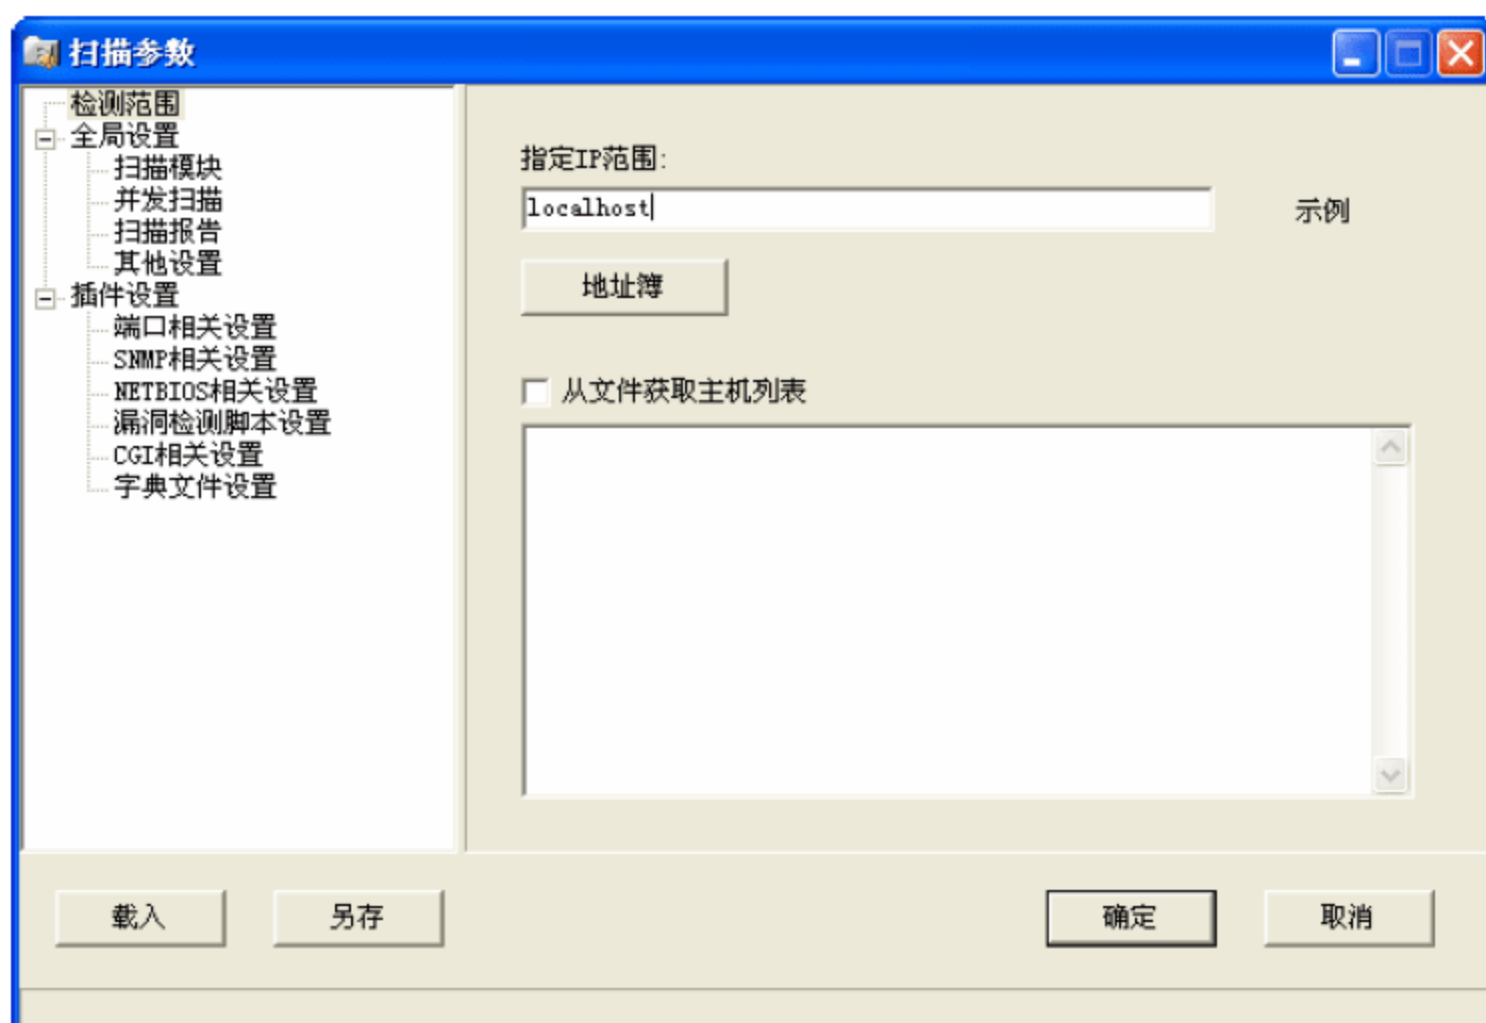 扫描参数
检测范围
全局设置
扫描模块
并发扫描
扫描报告
其他设置
插件设置
端口相关设置
SNMP相关设置
NETBIOS相关设置
漏洞检测脚本设置
CGI相关设置
字典文件设置
指定IP范围:
localhost
示例
地址簿
从文件获取主机列表
载入
另存
确定
取消